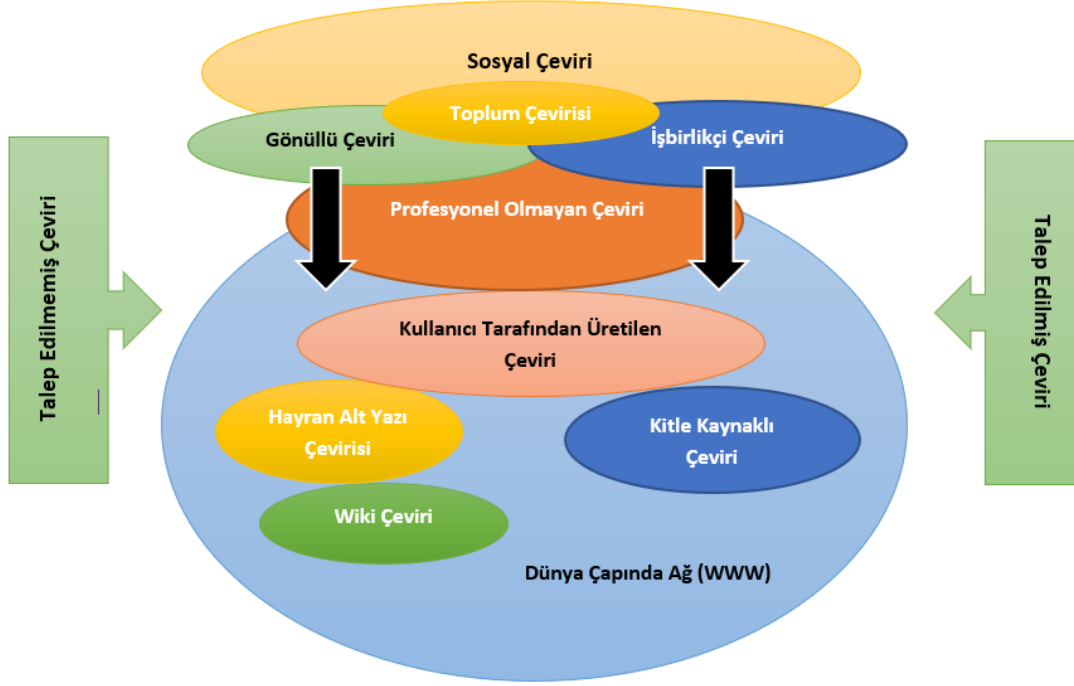 Sosyal Çeviri
Toplum Çevirisi
Gönüllü Çeviri
İşbirlikçi Çeviri
Profesyonel Olmayan Çeviri
Talep Edilmemiş Çeviri
Talep Edilmiş Çeviri
Kullanıcı Tarafından Üretilen
Çeviri
Hayran Alt Yazı
Çevirisi
Kitle Kaynaklı
Çeviri
Wiki Çeviri
Dünya Çapında Ağ (WWW)